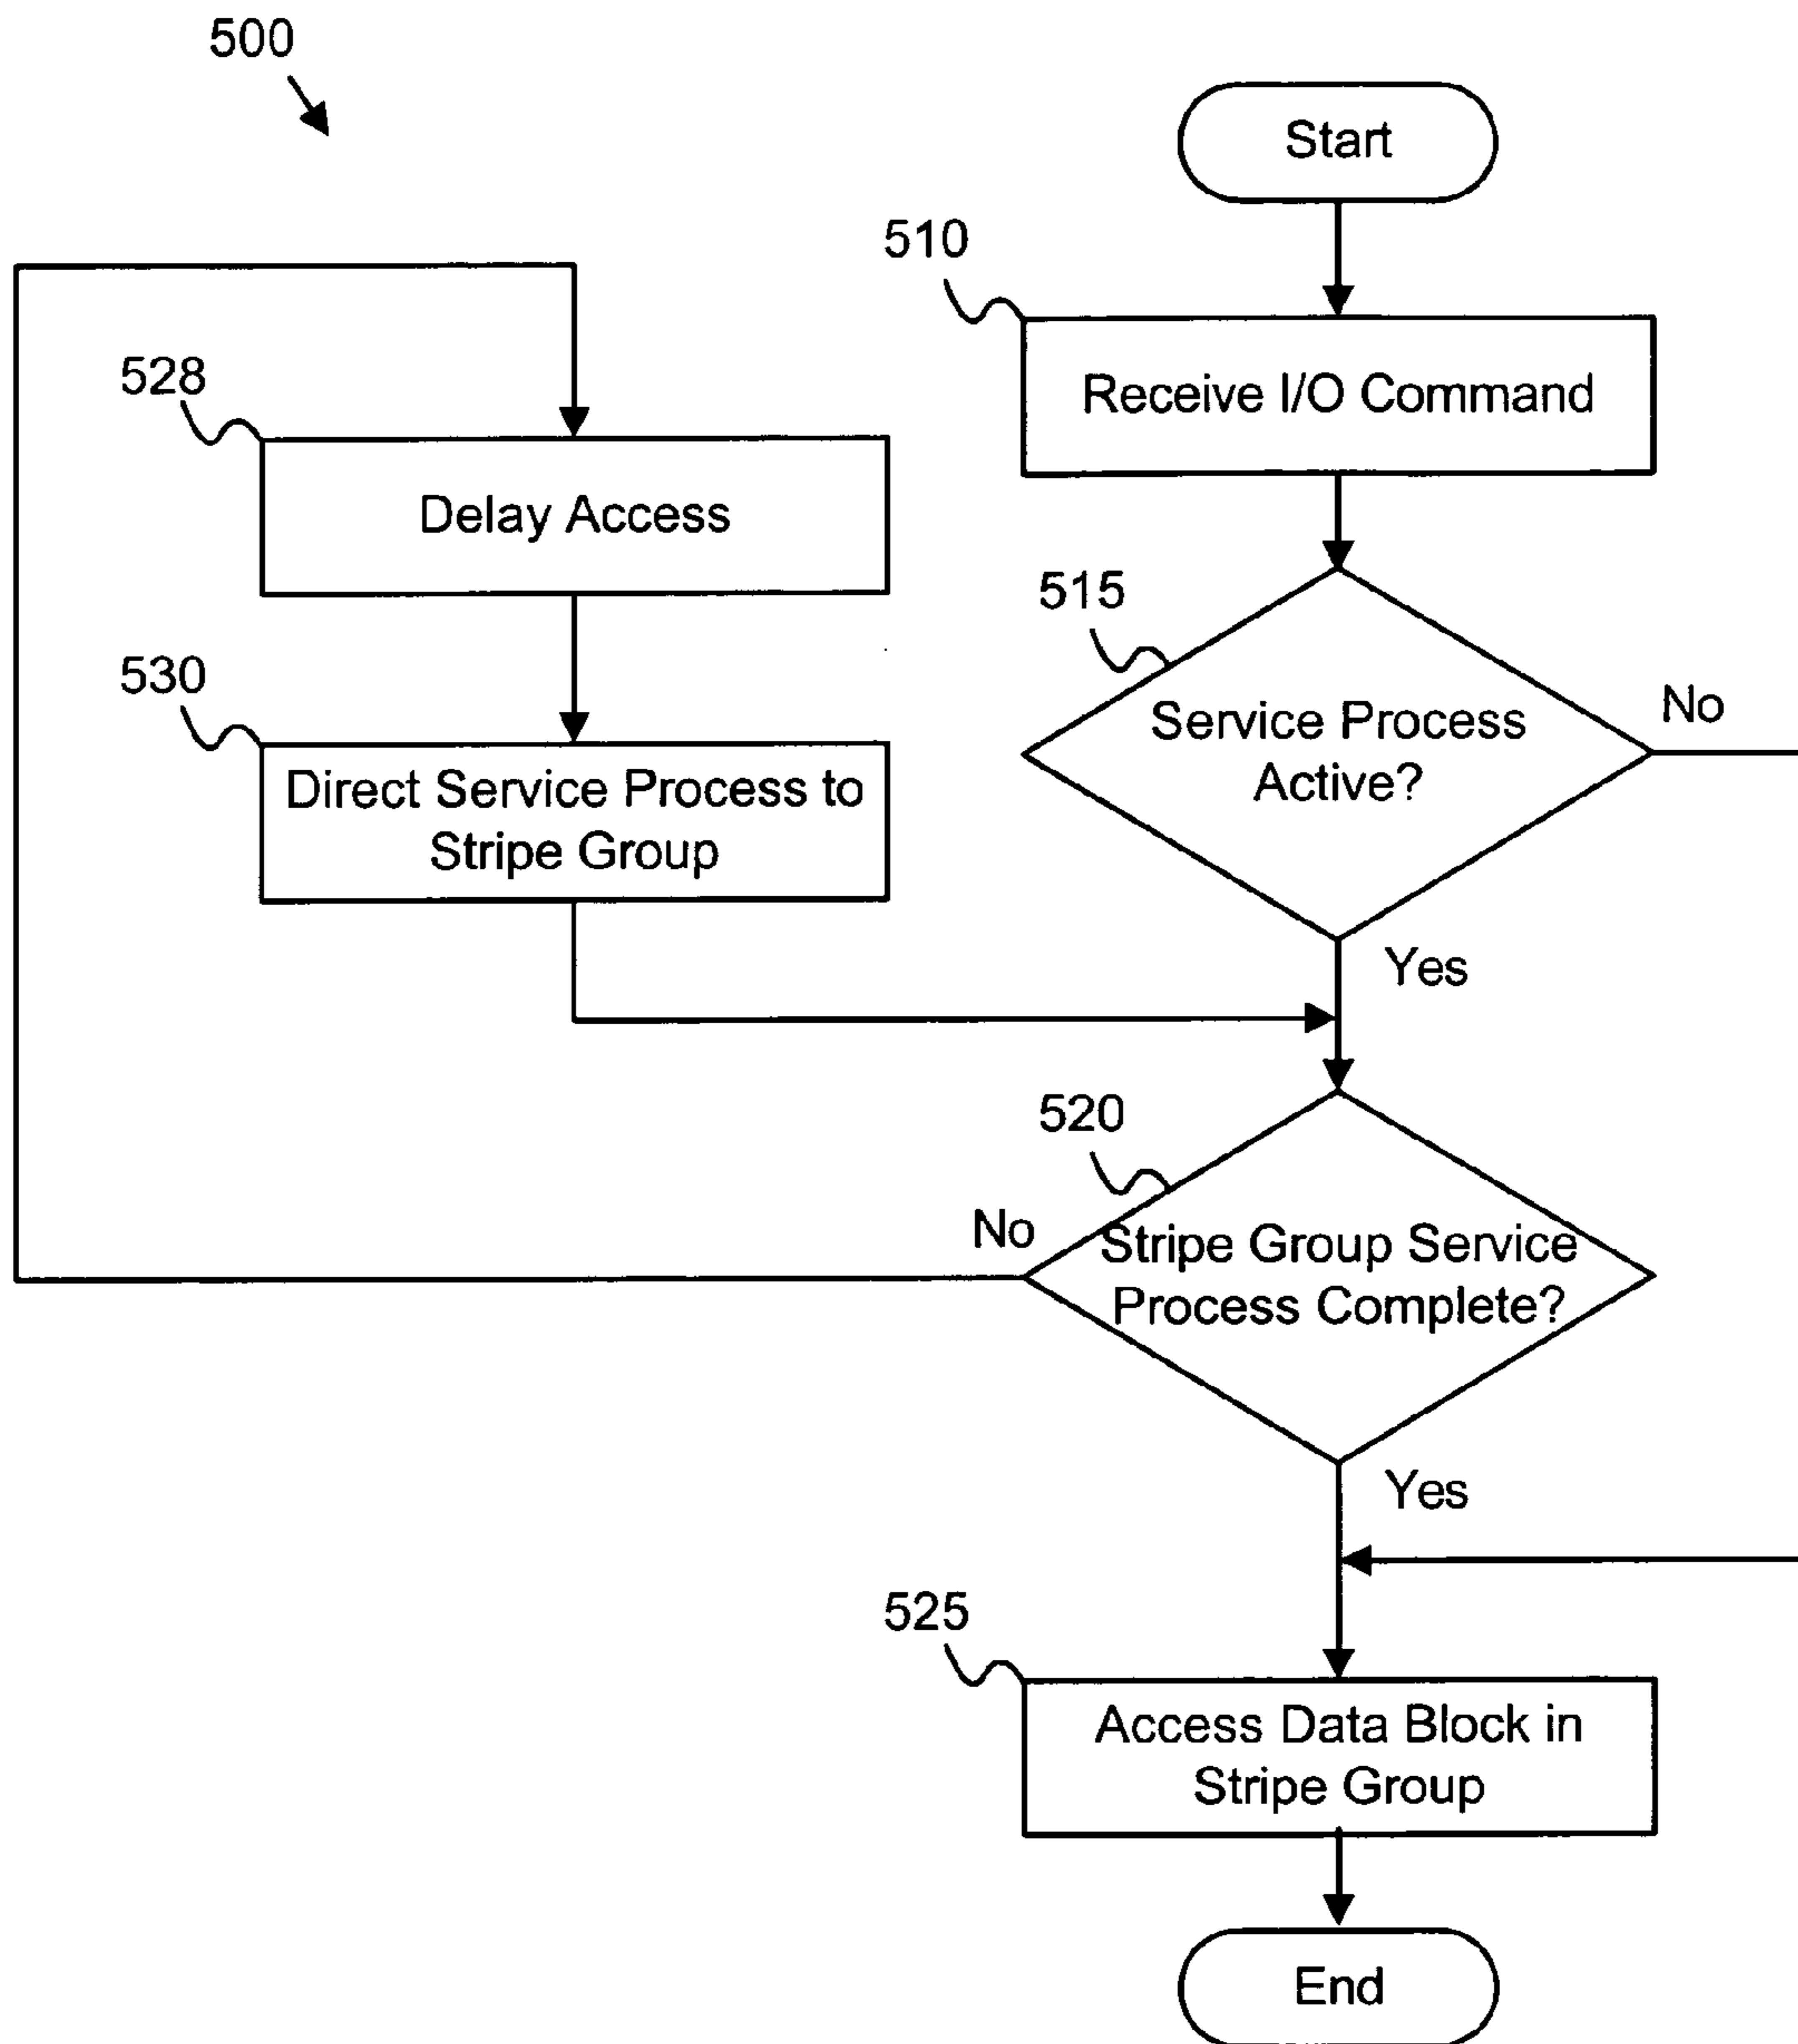 500
Start
510
Receive I/O Command
528
Delay Access
515
Service Process
Active?
No
530
Direct Service Process to
Stripe Group
Yes
520
No
Stripe Group Service
Process Complete?
Yes
525
Access Data Block in
Stripe Group
End